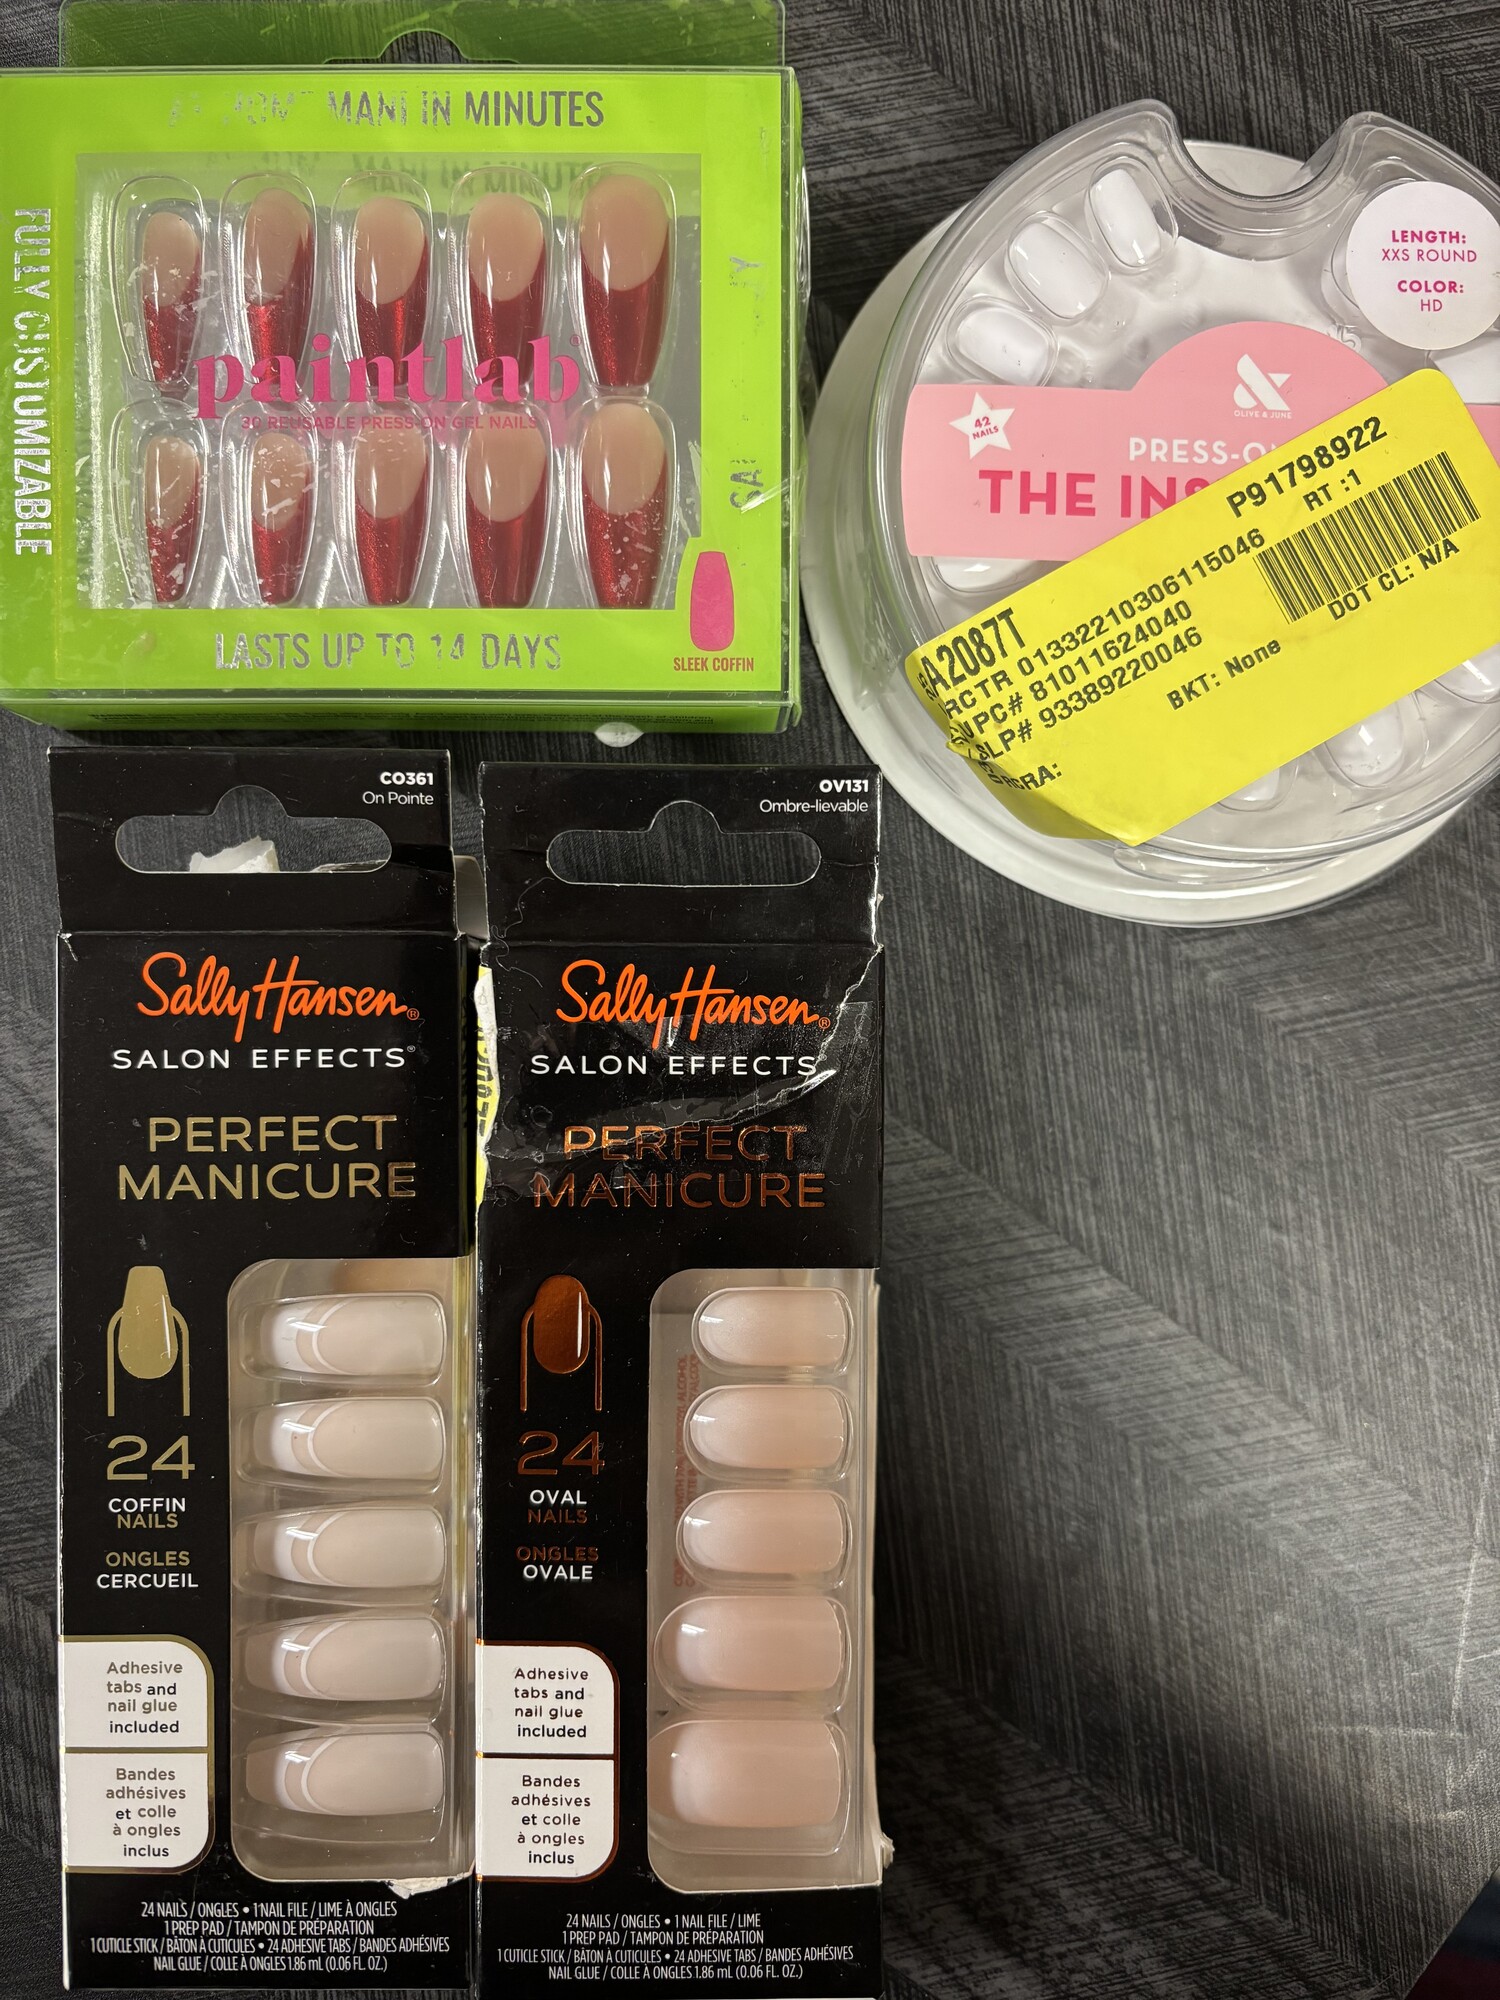 MANI IN MINUTES
FULLY CUSTOMIZABLE
paintlab®
30 REUSABLE PRESS-ON GEL NAILS
LASTS UP TO 14 DAYS
SLEEK COFFIN
LENGTH:
XXS ROUND
COLOR:
HD
OLIVE & JUNE
42
NAILS
THE
P91798922
RT :1
A2087T
RCTR 01332210306115046
UPC# 81011624040
SLP# 93389220046
BKT: None
DOT CL: N/A
RCRA:
CO361
On Pointe
Sally Hansen®
SALON EFFECTS®
PERFECT
MANICURE
24
COFFIN
NAILS
ONGLES
CERCUEIL
Adhesive
tabs and
nail glue
included
Bandes
adhésives
et colle
à ongles
inclus
24 NAILS / ONGLES • 1 NAIL FILE / LIME À ONGLES
1 PREP PAD / TAMPON DE PRÉPARATION
1 CUTICLE STICK / BÂTON À CUTICULES • 24 ADHESIVE TABS / BANDES ADHÉSIVES
NAIL GLUE / COLLE À ONGLES 1.86 mL (0.06 FL. OZ.)
OV131
Ombre-lievable
Sally Hansen®
SALON EFFECTS
PERFECT
MANICURE
24
OVAL
NAILS
ONGLES
OVALE
Adhesive
tabs and
nail glue
included
Bandes
adhésives
et colle
à ongles
inclus
24 NAILS / ONGLES • 1 NAIL FILE / LIME
1 PREP PAD / TAMPON DE PRÉPARATION
1 CUTICLE STICK / BÂTON À CUTICULES • 24 ADHESIVE TABS / BANDES ADHÉSIVES
NAIL GLUE / COLLE À ONGLES 1.86 mL (0.06 FL. OZ.)